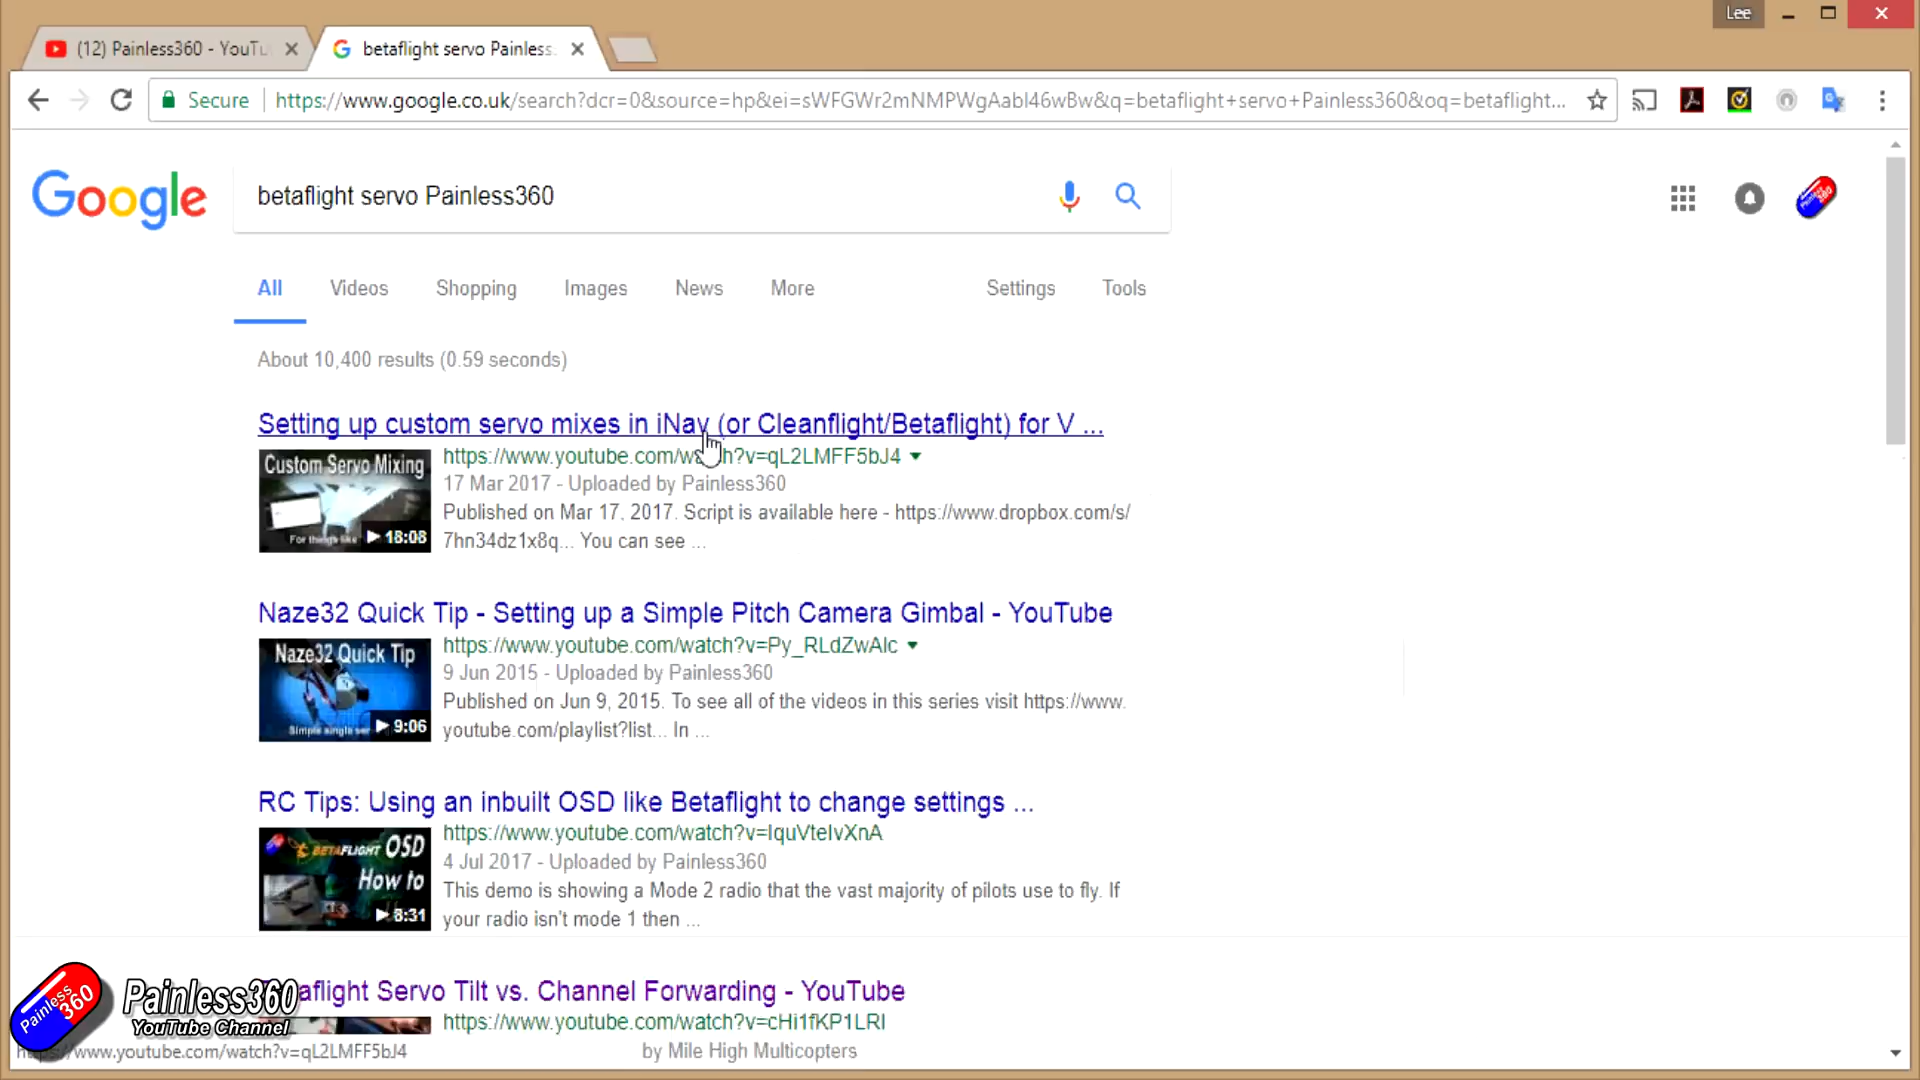 Lee
(12) Painless360 - YouTu
betaflight servo Painless
Secure
https://www.google.co.uk/search?dcr=0&source=hp&ei=sWFGWr2mNMPWgAabl46wBw&q=betaflight+servo+Painless360&oq=betaflight...
Google
betaflight servo Painless360
All Videos Shopping Images News More Settings Tools
About 10,400 results (0.59 seconds)
Setting up custom servo mixes in iNav (or Cleanflight/Betaflight) for V ...
https://www.youtube.com/watch?v=qL2LMFF5bJ4
17 Mar 2017 - Uploaded by Painless360
Published on Mar 17, 2017. Script is available here - https://www.dropbox.com/s/
7hn34dz1x8q... You can see ...
Custom Servo Mixing
For things like
18:08
Naze32 Quick Tip - Setting up a Simple Pitch Camera Gimbal - YouTube
https://www.youtube.com/watch?v=Py_RLdZwAlc
9 Jun 2015 - Uploaded by Painless360
Published on Jun 9, 2015. To see all of the videos in this series visit https://www.
youtube.com/playlist?list... In ...
Naze32 Quick Tip
Simple single ser
9:06
RC Tips: Using an inbuilt OSD like Betaflight to change settings ...
https://www.youtube.com/watch?v=IquVteIvXnA
4 Jul 2017 - Uploaded by Painless360
This demo is showing a Mode 2 radio that the vast majority of pilots use to fly. If
your radio isn't mode 1 then ...
BETAFLIGHT OSD
How to
8:31
aflight Servo Tilt vs. Channel Forwarding - YouTube
https://www.youtube.com/watch?v=cHi1fKP1LRI
by Mile High Multicopters
Painless 360
Painless360
YouTube Channel
https://www.youtube.com/watch?v=qL2LMFF5bJ4